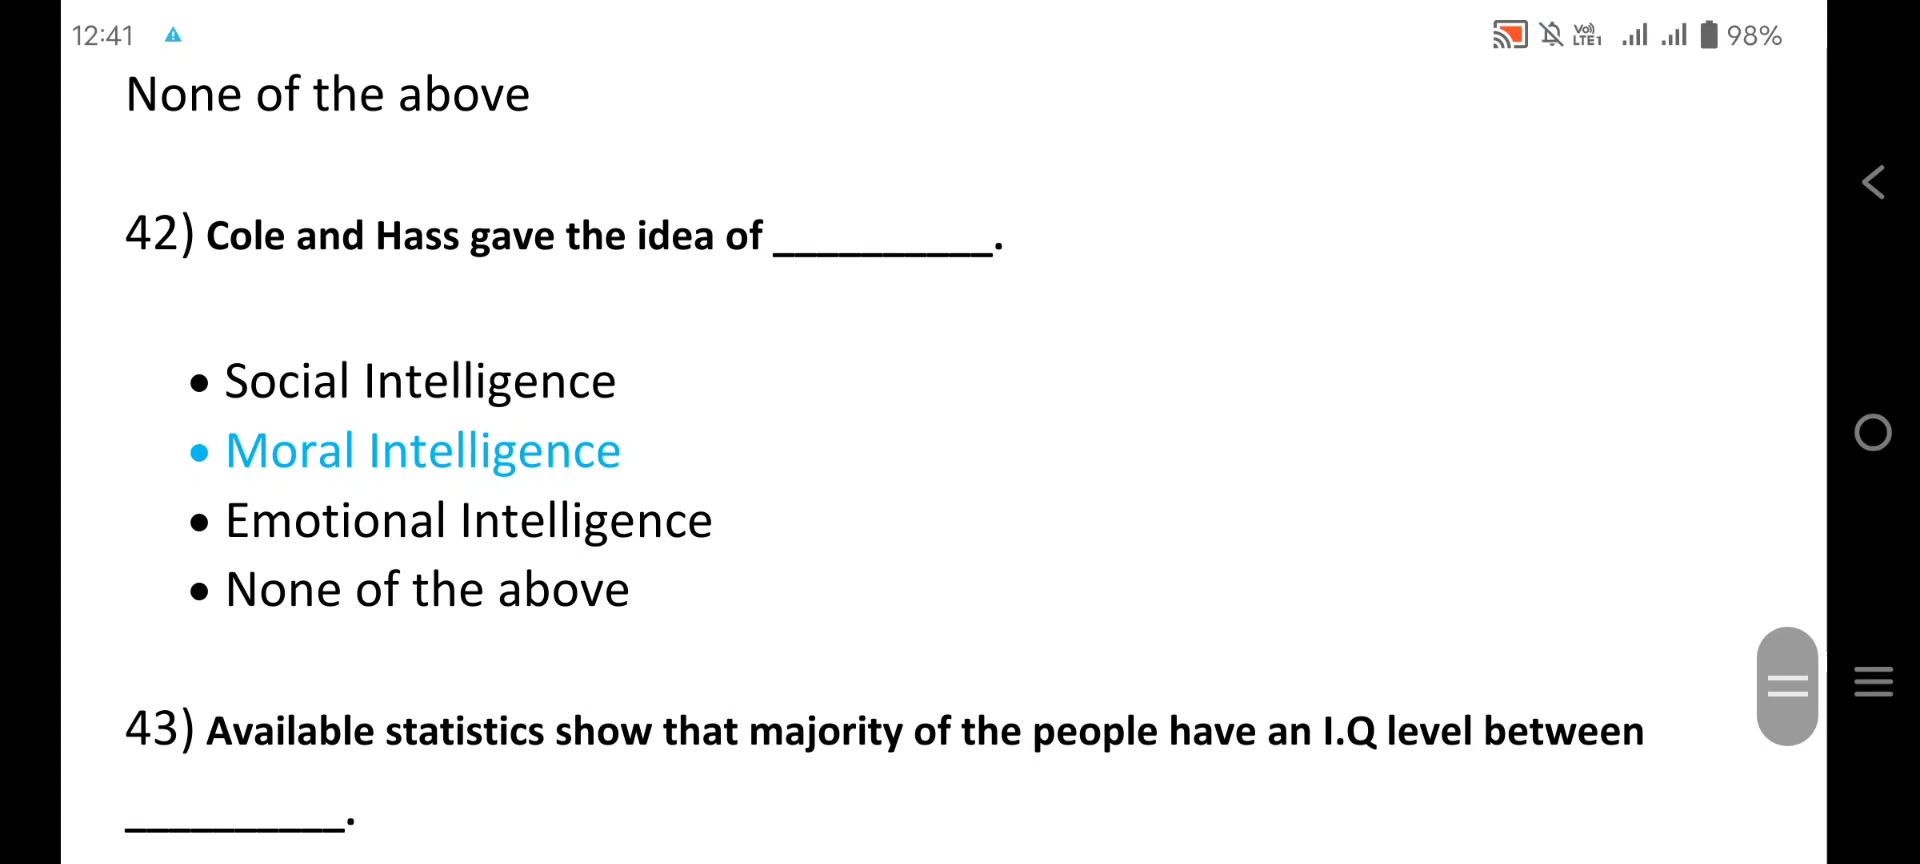 12:41
Vo)) LTE1 98%
None of the above
42) Cole and Hass gave the idea of __________.
• Social Intelligence
• Moral Intelligence
• Emotional Intelligence
• None of the above
43) Available statistics show that majority of the people have an I.Q level between
__________.